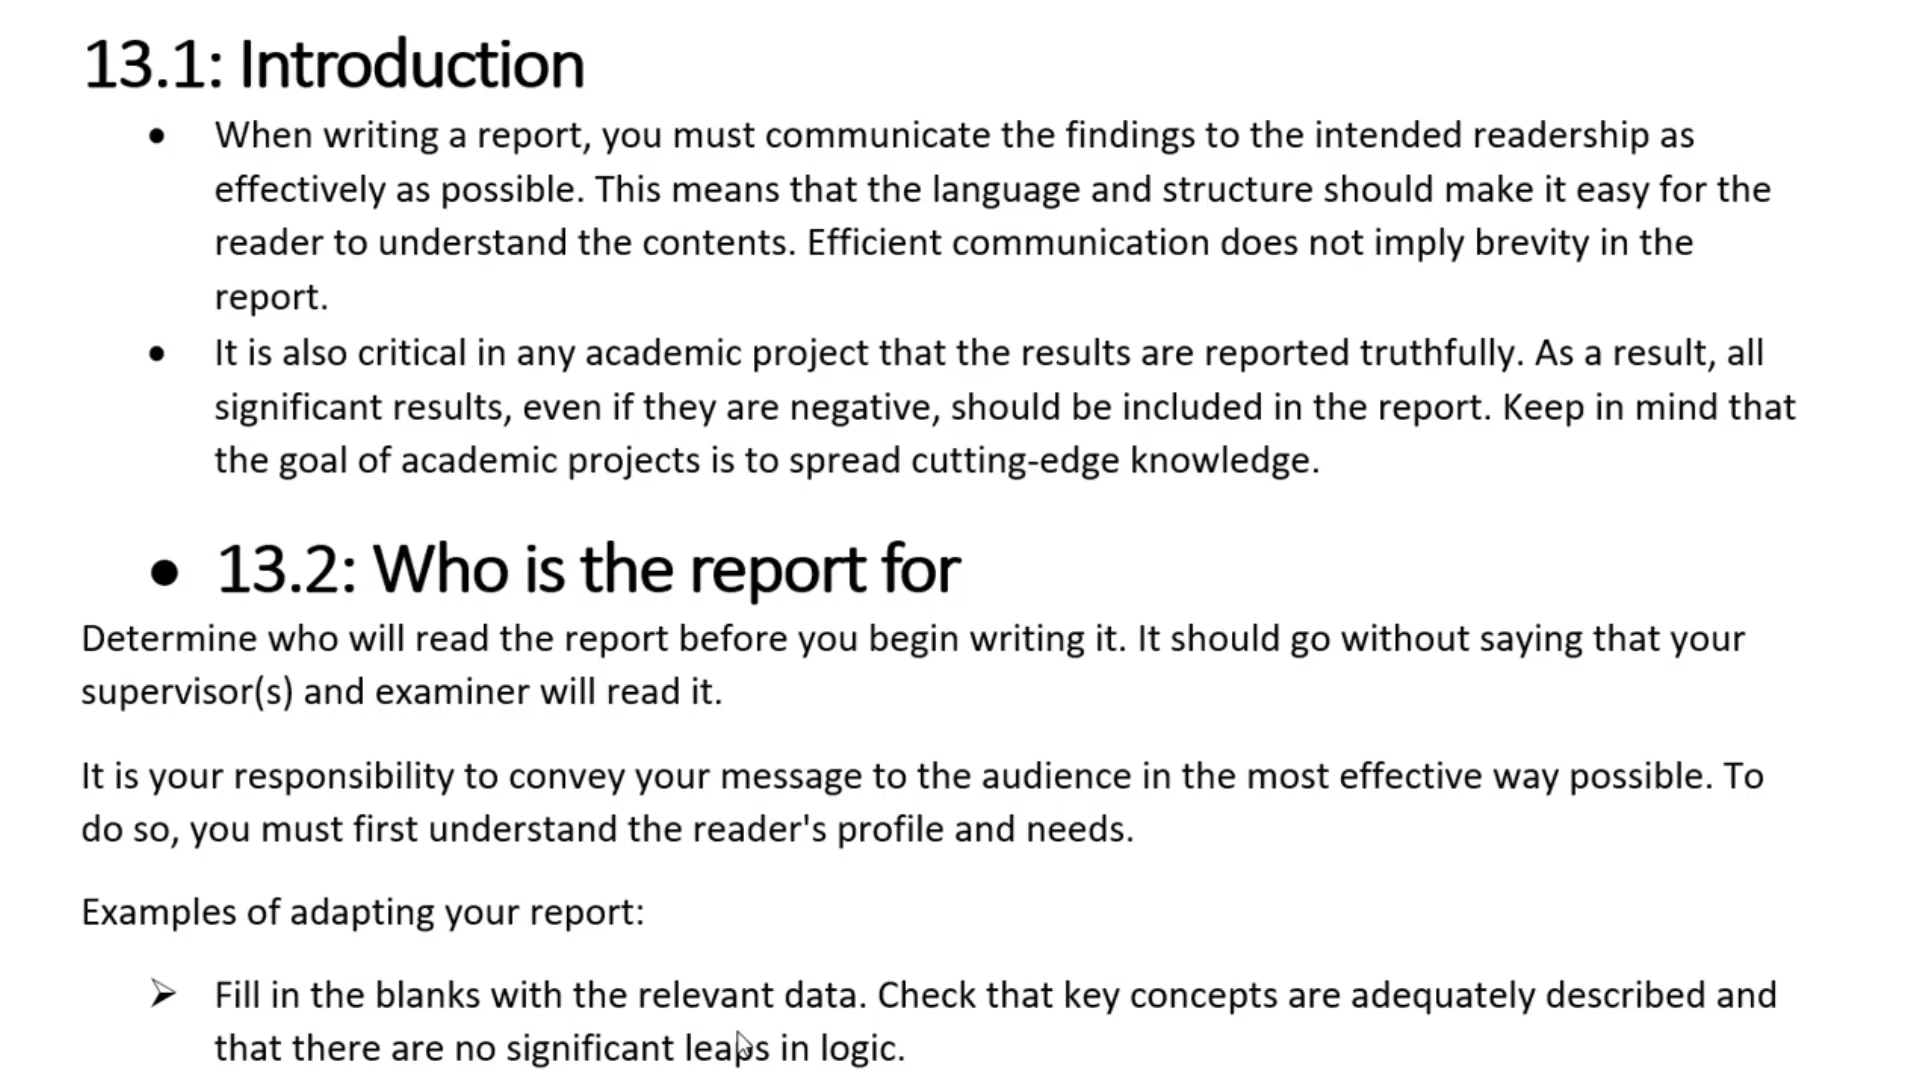 13.1: Introduction
• When writing a report, you must communicate the findings to the intended readership as
effectively as possible. This means that the language and structure should make it easy for the
reader to understand the contents. Efficient communication does not imply brevity in the
report.
• It is also critical in any academic project that the results are reported truthfully. As a result, all
significant results, even if they are negative, should be included in the report. Keep in mind that
the goal of academic projects is to spread cutting-edge knowledge.
• 13.2: Who is the report for
Determine who will read the report before you begin writing it. It should go without saying that your
supervisor(s) and examiner will read it.
It is your responsibility to convey your message to the audience in the most effective way possible. To
do so, you must first understand the reader's profile and needs.
Examples of adapting your report:
➢ Fill in the blanks with the relevant data. Check that key concepts are adequately described and
that there are no significant leaps in logic.